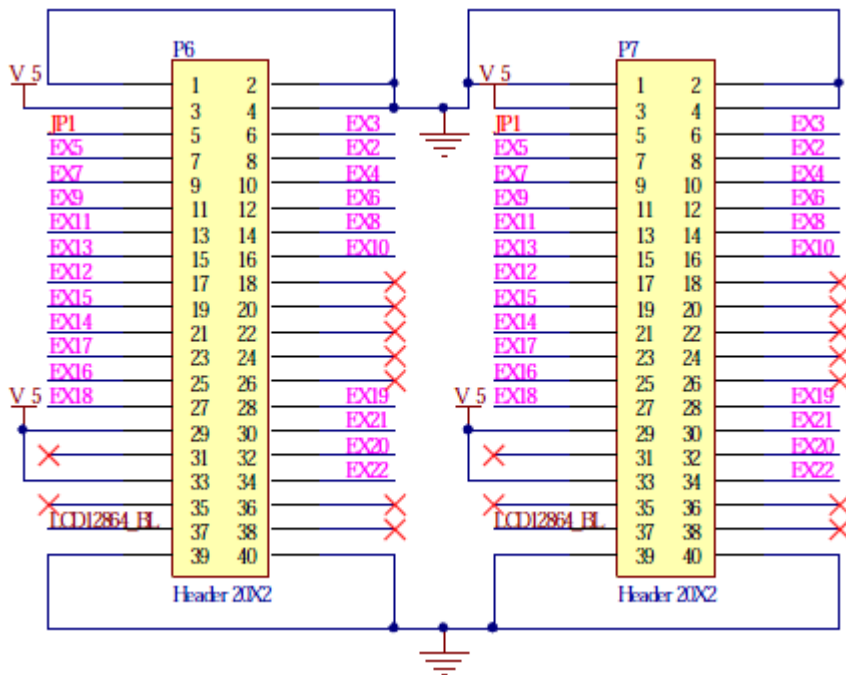 P6
V 5
1 2
3 4
JP1 5 6 EX3
EX5 7 8 EX2
EX7 9 10 EX4
EX9 11 12 EX6
EX11 13 14 EX8
EX13 15 16 EX10
EX12 17 18
EX15 19 20
EX14 21 22
EX17 23 24
EX16 25 26
V 5 EX18 27 28 EX19
29 30 EX21
31 32 EX20
33 34 EX22
35 36
LCD12864_BL 37 38
39 40
Header 20X2
P7
V 5
1 2
3 4
JP1 5 6 EX3
EX5 7 8 EX2
EX7 9 10 EX4
EX9 11 12 EX6
EX11 13 14 EX8
EX13 15 16 EX10
EX12 17 18
EX15 19 20
EX14 21 22
EX17 23 24
EX16 25 26
V 5 EX18 27 28 EX19
29 30 EX21
31 32 EX20
33 34 EX22
35 36
LCD12864_BL 37 38
39 40
Header 20X2